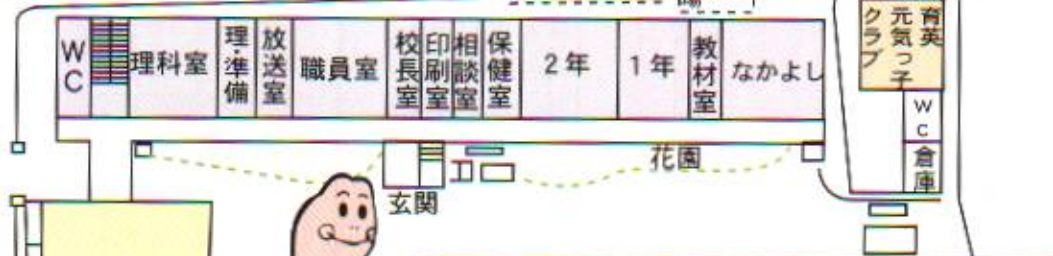 WC
理科室
理・準備
放送室
職員室
校長室
印刷室
相談室
保健室
2年
1年
教材室
なかよし
育英
元気っ子
クラブ
WC
倉庫
花園
玄関